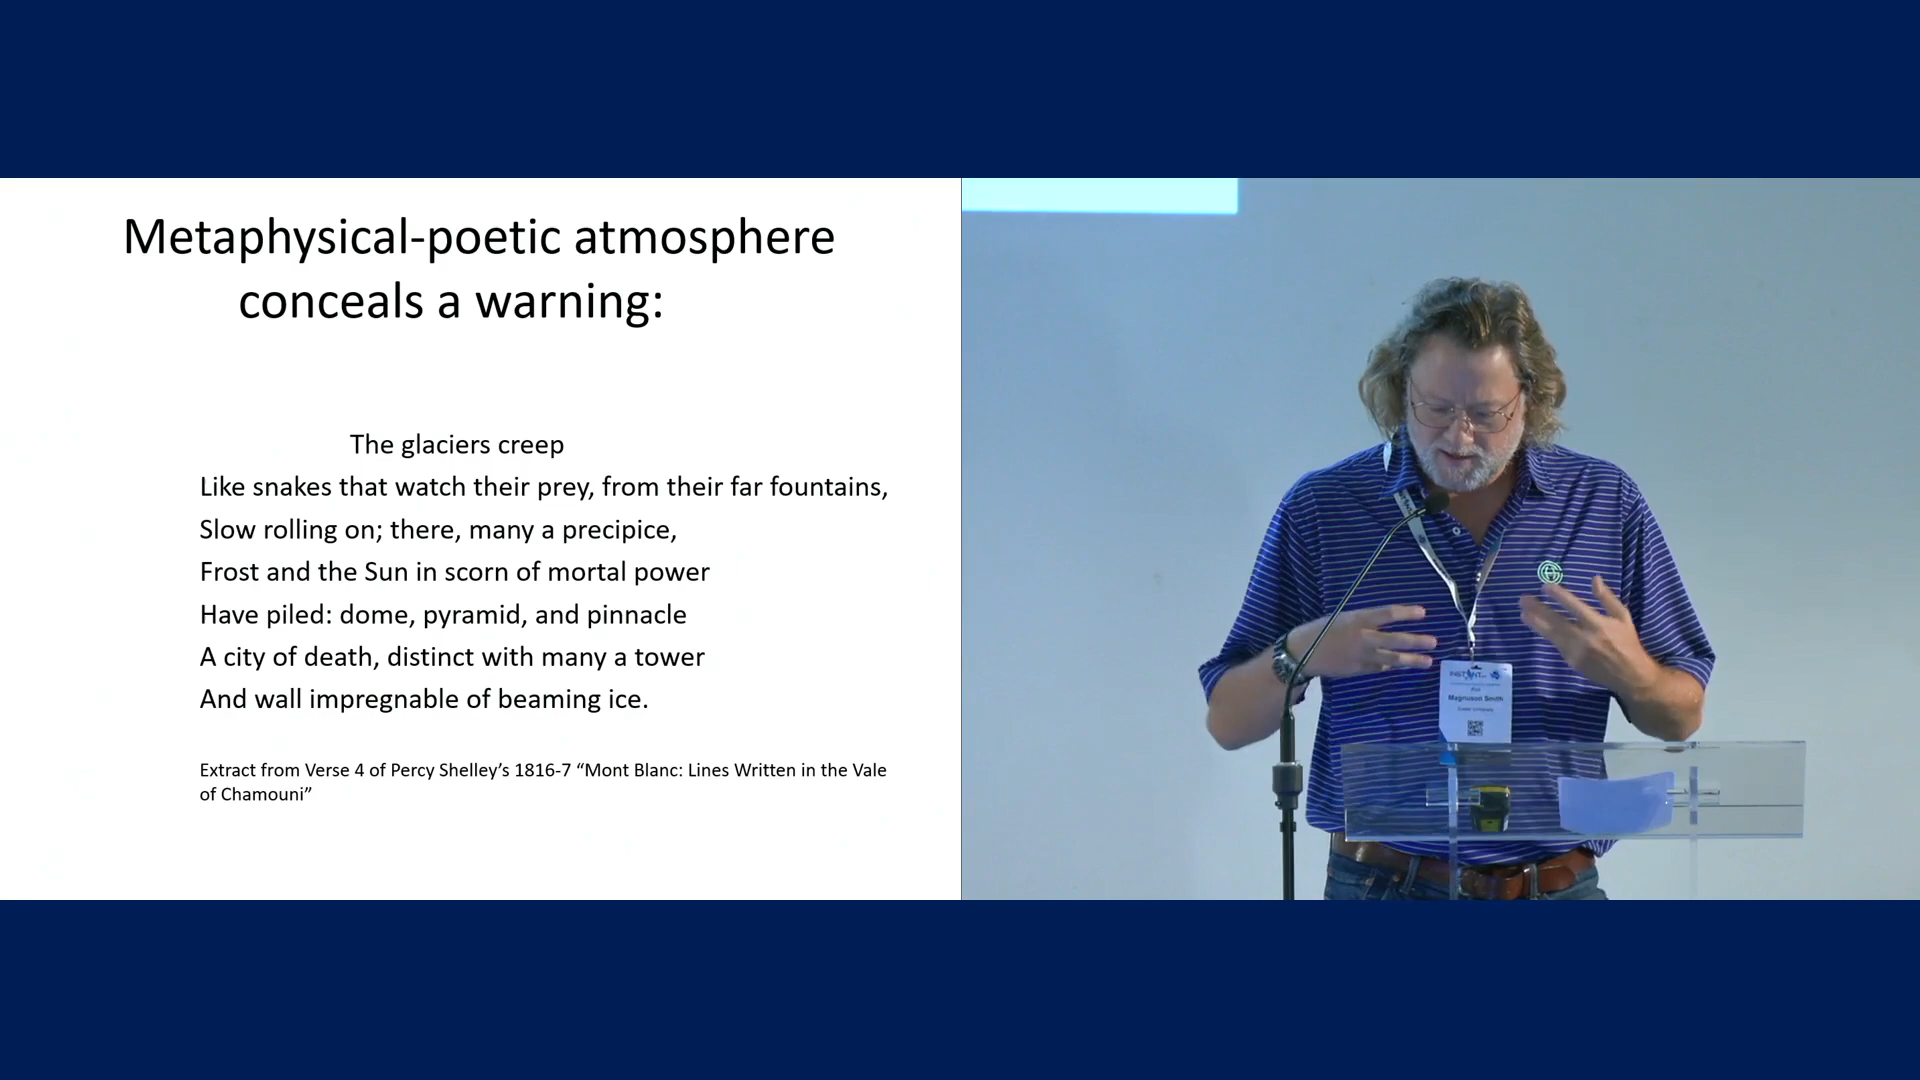 Metaphysical-poetic atmosphere
conceals a warning:
The glaciers creep
Like snakes that watch their prey, from their far fountains,
Slow rolling on; there, many a precipice,
Frost and the Sun in scorn of mortal power
Have piled: dome, pyramid, and pinnacle
A city of death, distinct with many a tower
And wall impregnable of beaming ice.
Extract from Verse 4 of Percy Shelley’s 1816-7 “Mont Blanc: Lines Written in the Vale
of Chamouni”
Magnuson Smith